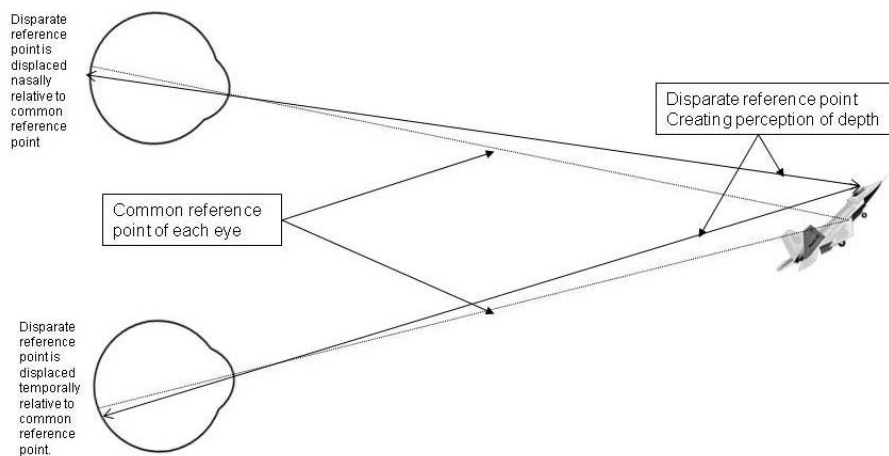 Disparate
reference
point is
displaced
nasally
relative to
common
reference
point
Disparate reference point
Creating perception of depth
Common reference
point of each eye
Disparate
reference
point is
displaced
temporally
relative to
common
reference
point.